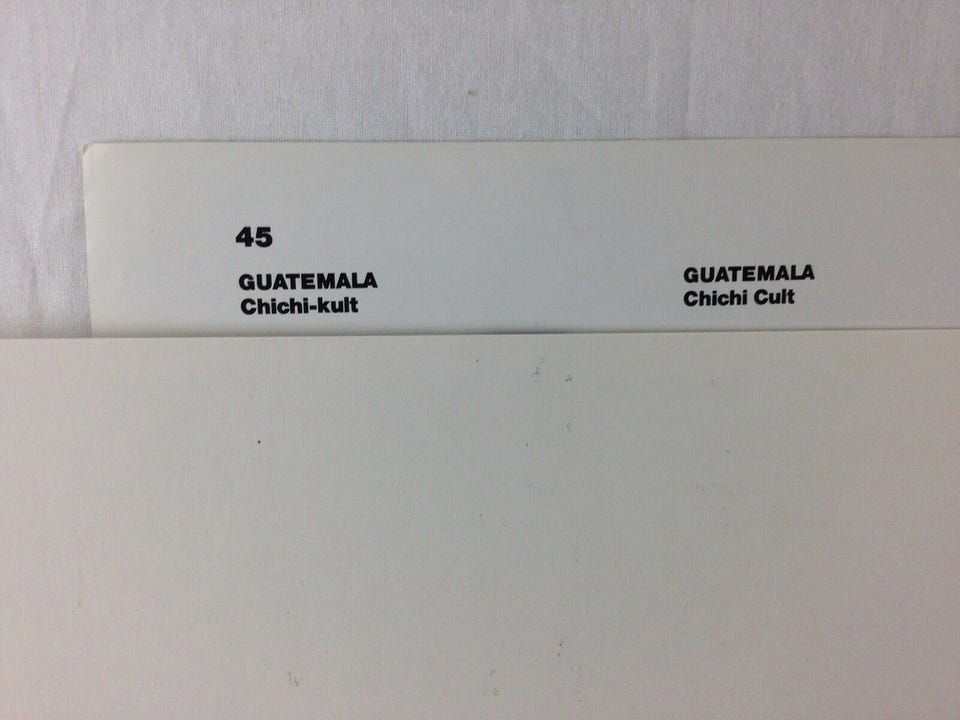 45
GUATEMALA
Chichi-kult
GUATEMALA
Chichi Cult